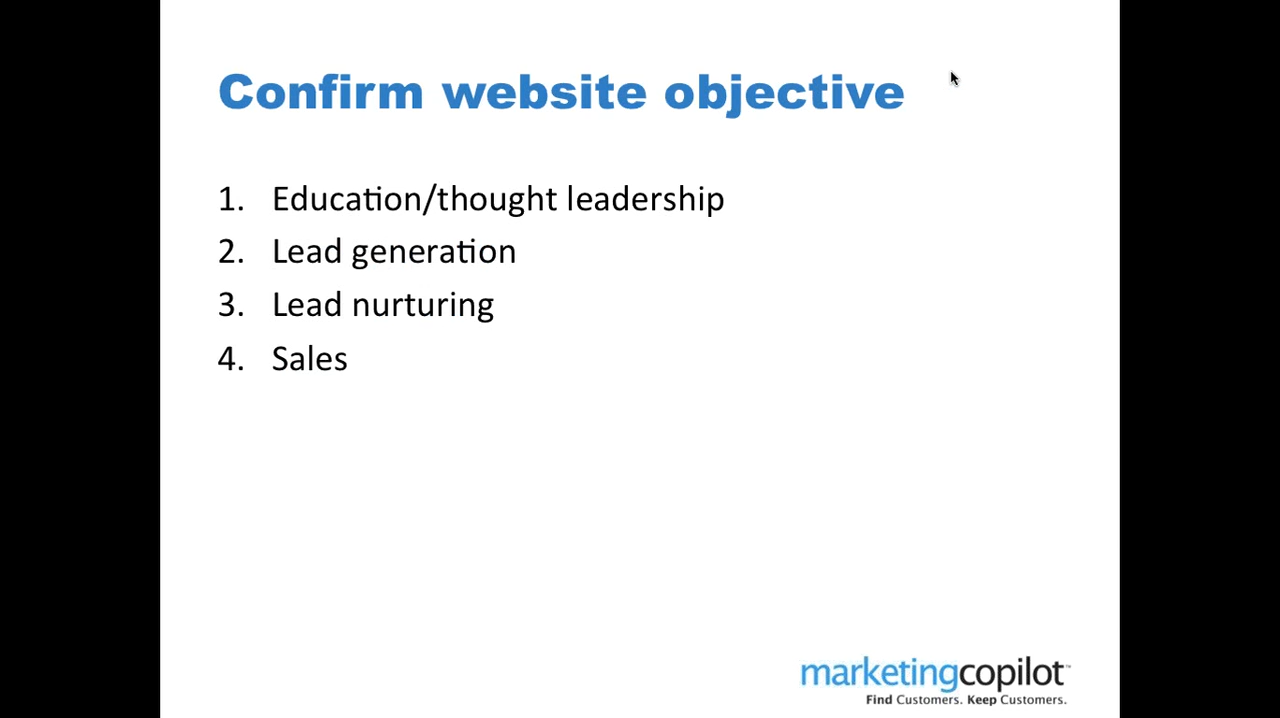 Confirm website objective
1. Education/thought leadership
2. Lead generation
3. Lead nurturing
4. Sales
marketingcopilot™
Find Customers. Keep Customers.